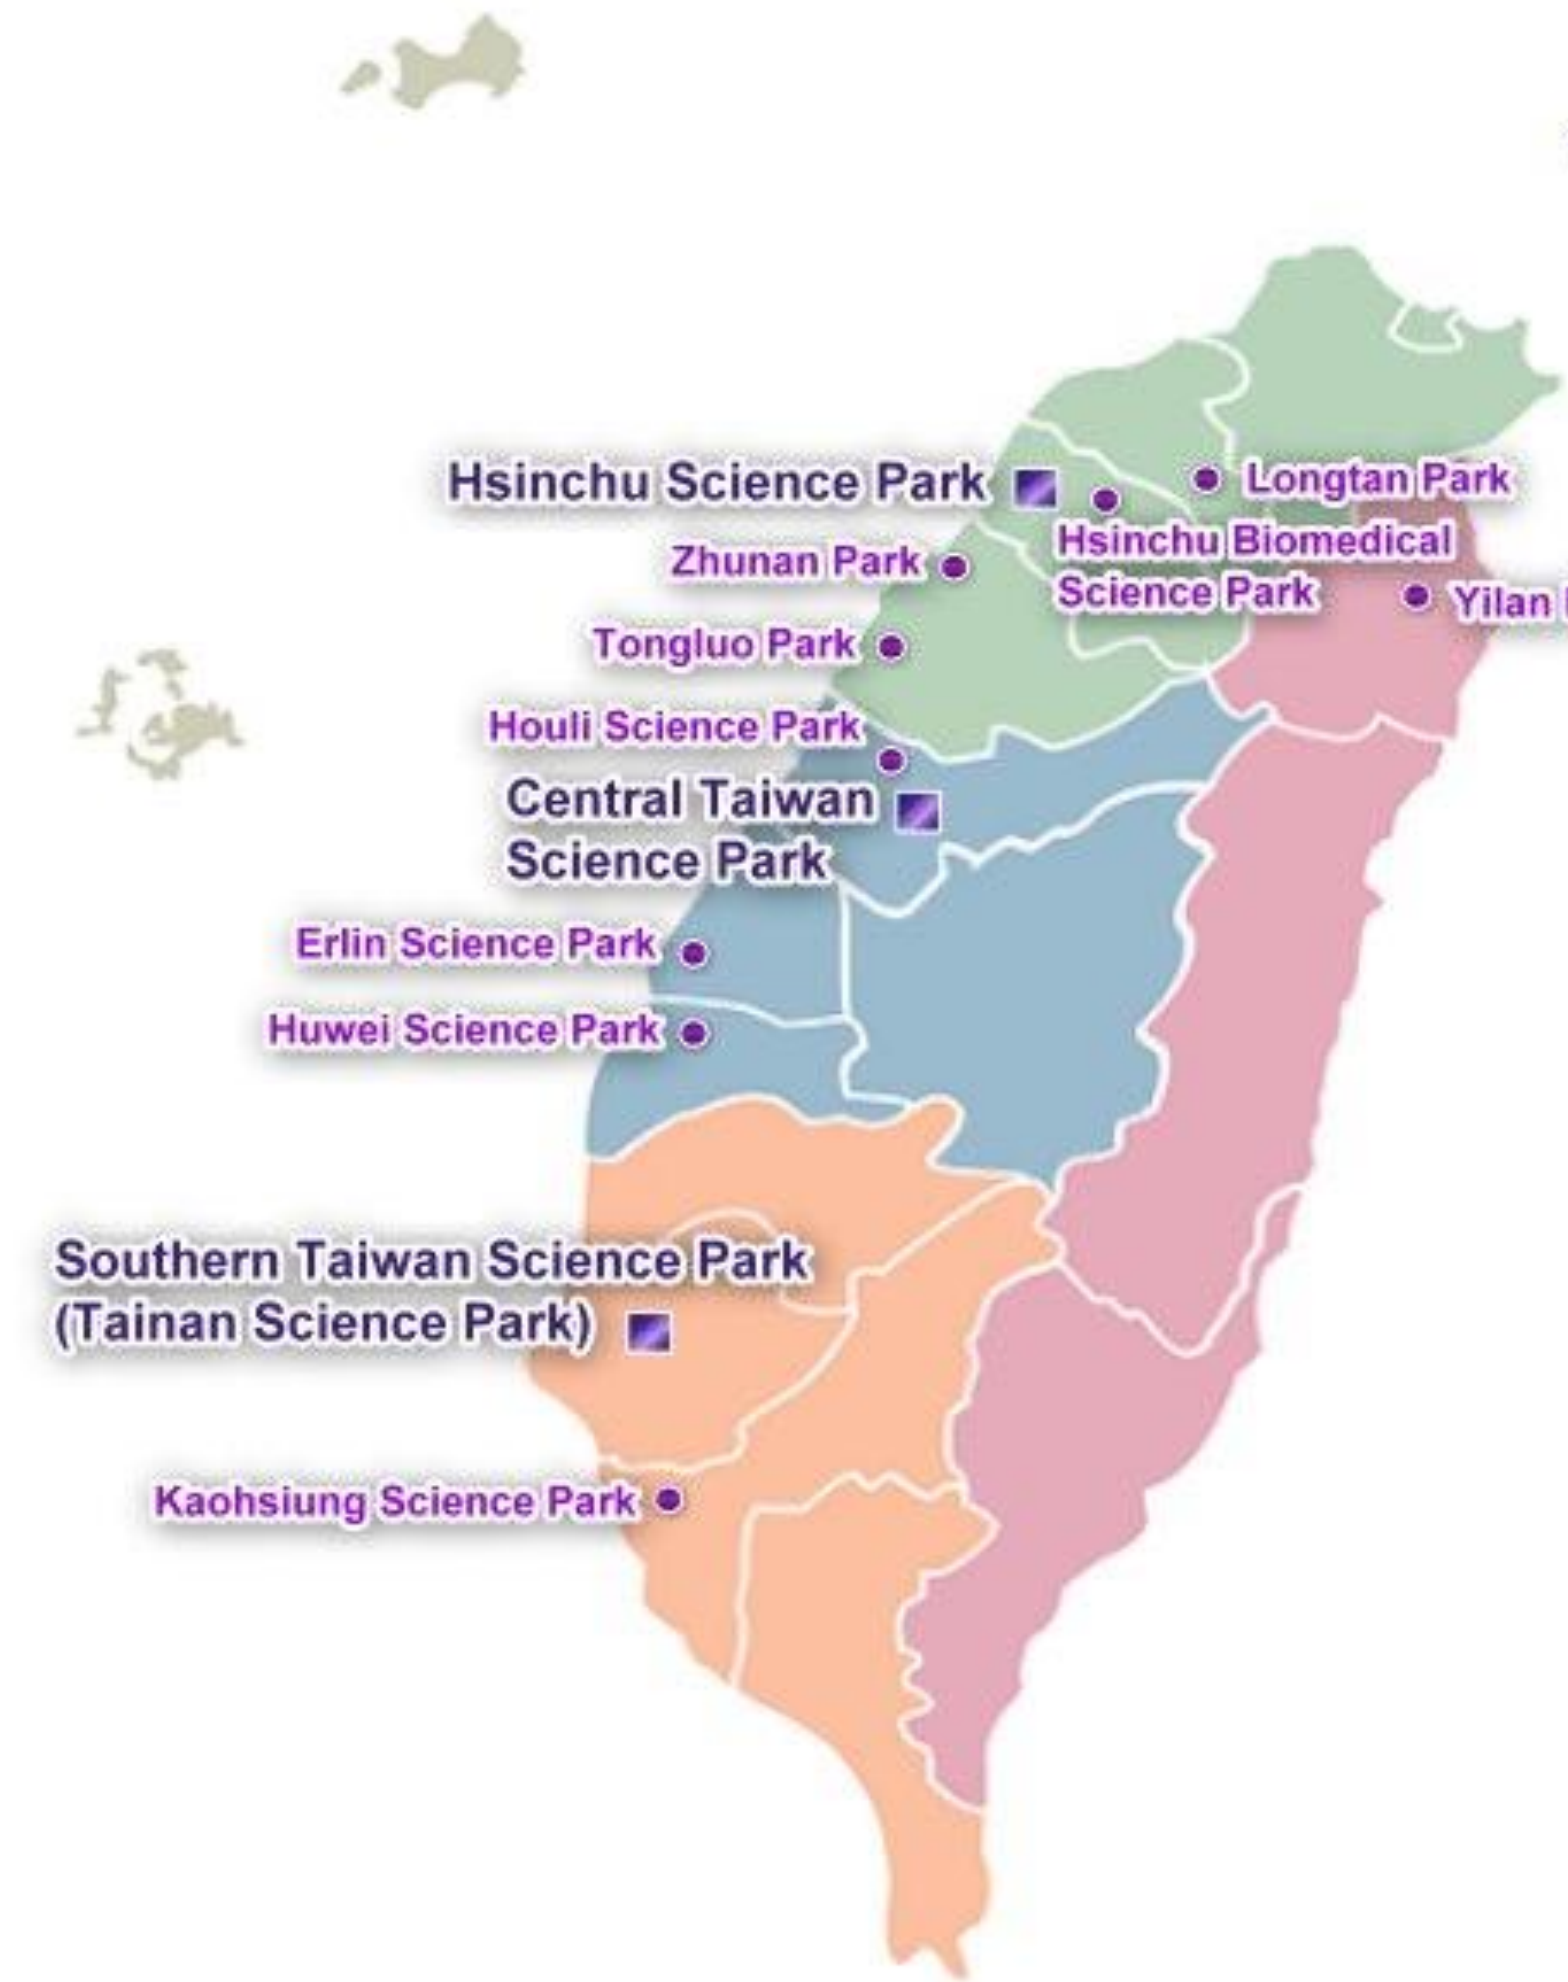 Hsinchu Science Park
Longtan Park
Hsinchu Biomedical
Science Park
Zhunan Park
Yilan
Tongluo Park
Houli Science Park
Central Taiwan
Science Park
Erlin Science Park
Huwei Science Park
Southern Taiwan Science Park
(Tainan Science Park)
Kaohsiung Science Park